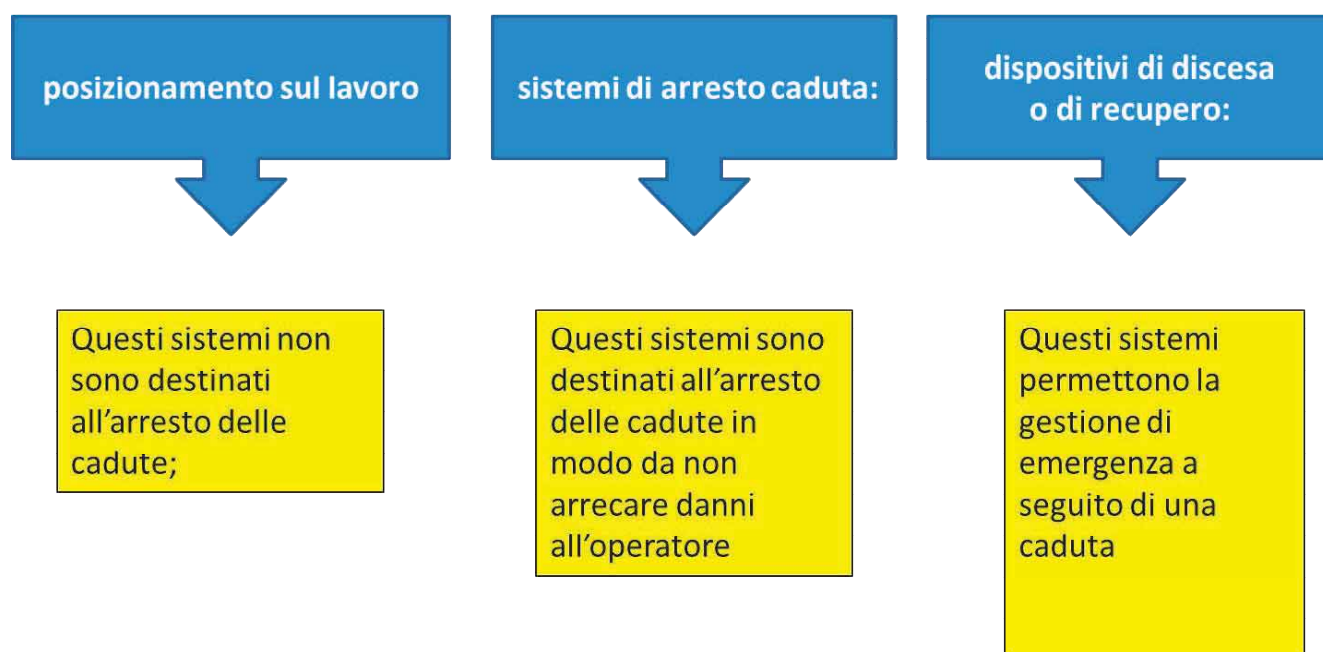 posizionamento sul lavoro
Questi sistemi non
sono destinati
all’arresto delle
cadute;
sistemi di arresto caduta:
Questi sistemi sono
destinati all’arresto
delle cadute in
modo da non
arrecare danni
all’operatore
dispositivi di discesa
o di recupero:
Questi sistemi
permettono la
gestione di
emergenza a
seguito di una
caduta